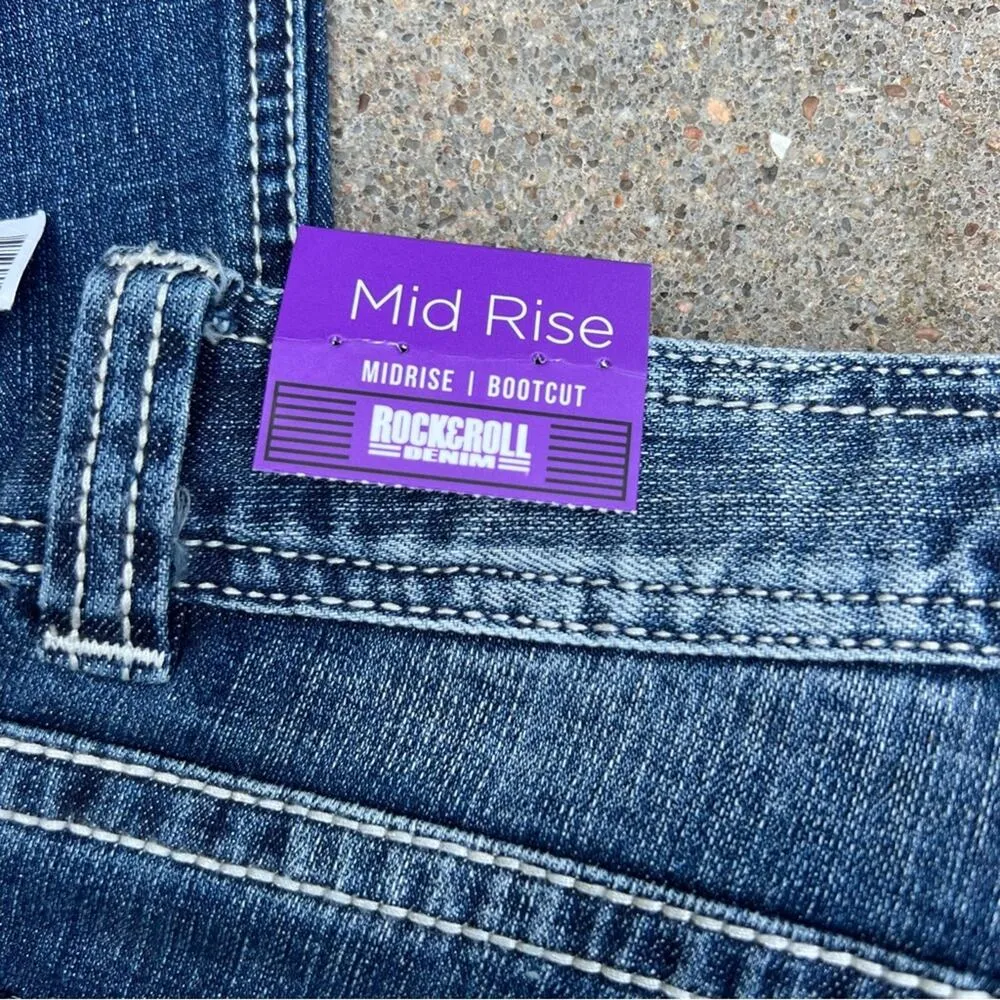 Mid Rise
MIDRISE | BOOTCUT
ROCK&ROLL
DENIM